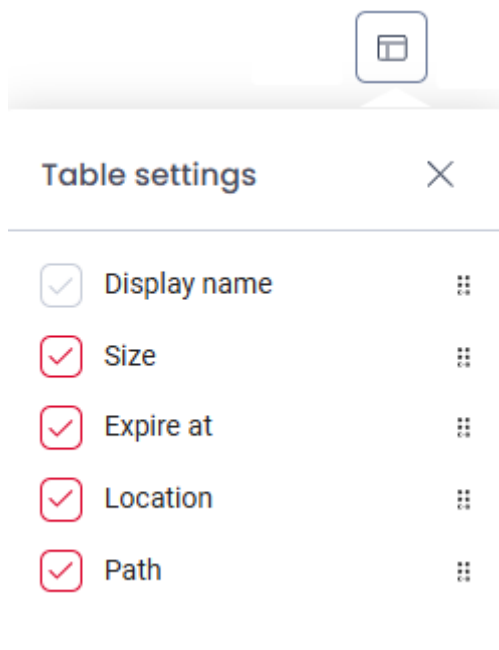 Table settings
Display name
Size
Expire at
Location
Path